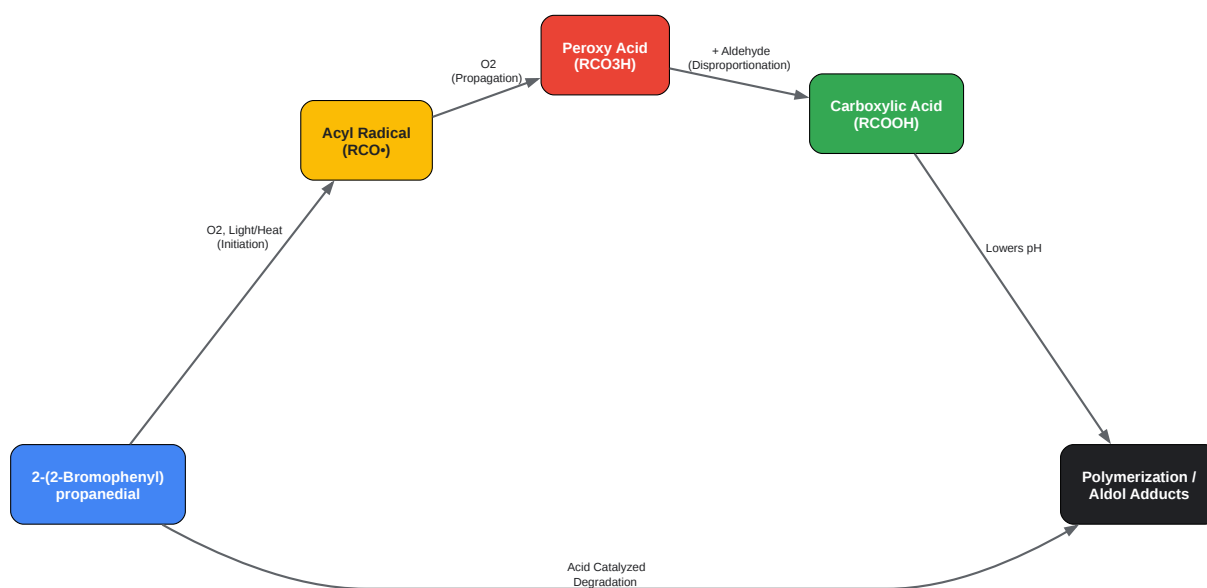 Peroxy Acid
(RCO3H)
O2
(Propagation)
+ Aldehyde
(Disproportionation)
Carboxylic Acid
(RCOOH)
Acyl Radical
(RCO•)
O2, Light/Heat
(Initiation)
Lowers pH
2-(2-Bromophenyl)
propanedial
Polymerization /
Aldol Adducts
Acid Catalyzed
Degradation